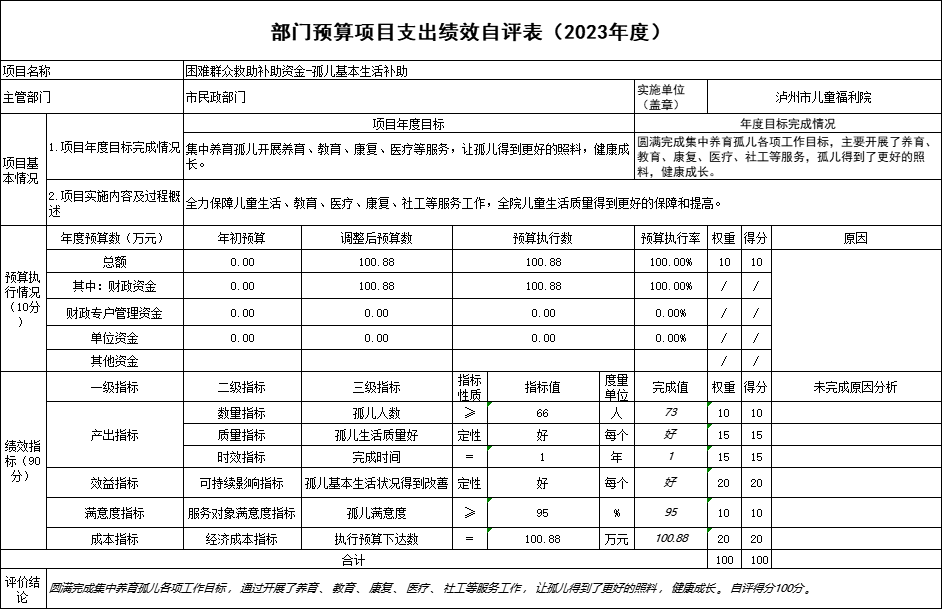 部门预算项目支出绩效自评表（2023年度）
项目名称 困难群众救助补助资金-孤儿基本生活补助
主管部门 市民政部门 实施单位（盖章） 泸州市儿童福利院
项目基本情况 1.项目年度目标完成情况 项目年度目标 年度目标完成情况
集中养育孤儿开展养育、教育、康复、医疗等服务，让孤儿得到更好的照料，健康成长。 圆满完成集中养育孤儿各项工作目标，主要开展了养育、教育、康复、医疗、社工等服务，孤儿得到了更好的照料，健康成长。
2.项目实施内容及过程概述 全力保障儿童生活、教育、医疗、康复、社工等服务工作，全院儿童生活质量得到更好的保障和提高。
预算执行情况（10分） 年度预算数（万元） 年初预算 调整后预算数 预算执行数 预算执行率 权重 得分 原因
总额 0.00 100.88 100.88 100.00% 10 10
其中：财政资金 0.00 100.88 100.88 100.00% / /
财政专户管理资金 0.00 0.00 0.00 0.00% / /
单位资金 0.00 0.00 0.00 0.00% / /
其他资金 / /
绩效指标（90分） 一级指标 二级指标 三级指标 指标性质 指标值 度量单位 完成值 权重 得分 未完成原因分析
产出指标 数量指标 孤儿人数 ≥ 66 人 73 10 10
质量指标 孤儿生活质量好 定性 好 每个 好 15 15
时效指标 完成时间 = 1 年 1 15 15
效益指标 可持续影响指标 孤儿基本生活状况得到改善 定性 好 每个 好 20 20
满意度指标 服务对象满意度指标 孤儿满意度 ≥ 95 % 95 10 10
成本指标 经济成本指标 执行预算下达数 = 100.88 万元 100.88 20 20
合计 100 100
评价结论 圆满完成集中养育孤儿各项工作目标，通过开展了养育、教育、康复、医疗、社工等服务工作，让孤儿得到了更好的照料，健康成长。自评得分100分。